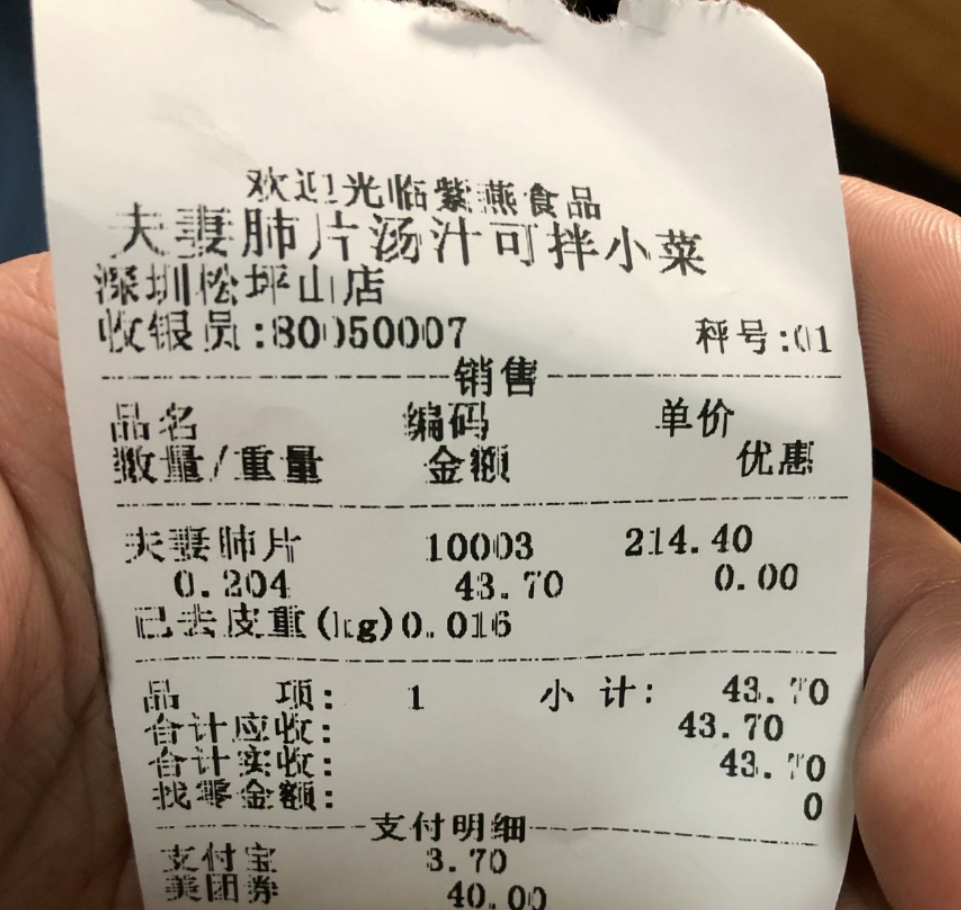 欢迎光临紫燕食品
夫妻肺片汤汁可拌小菜
深圳松坪山店
收银员:80050007 秤号:01
销售
品名 编码 单价
数量/重量 金额 优惠
夫妻肺片 10003 214.40
0.204 43.70 0.00
已去皮重(kg)0.016
品 项: 1 小 计: 43.70
合计应收: 43.70
合计实收: 43.70
找零金额: 0
支付明细
支付宝 3.70
美团券 40.00